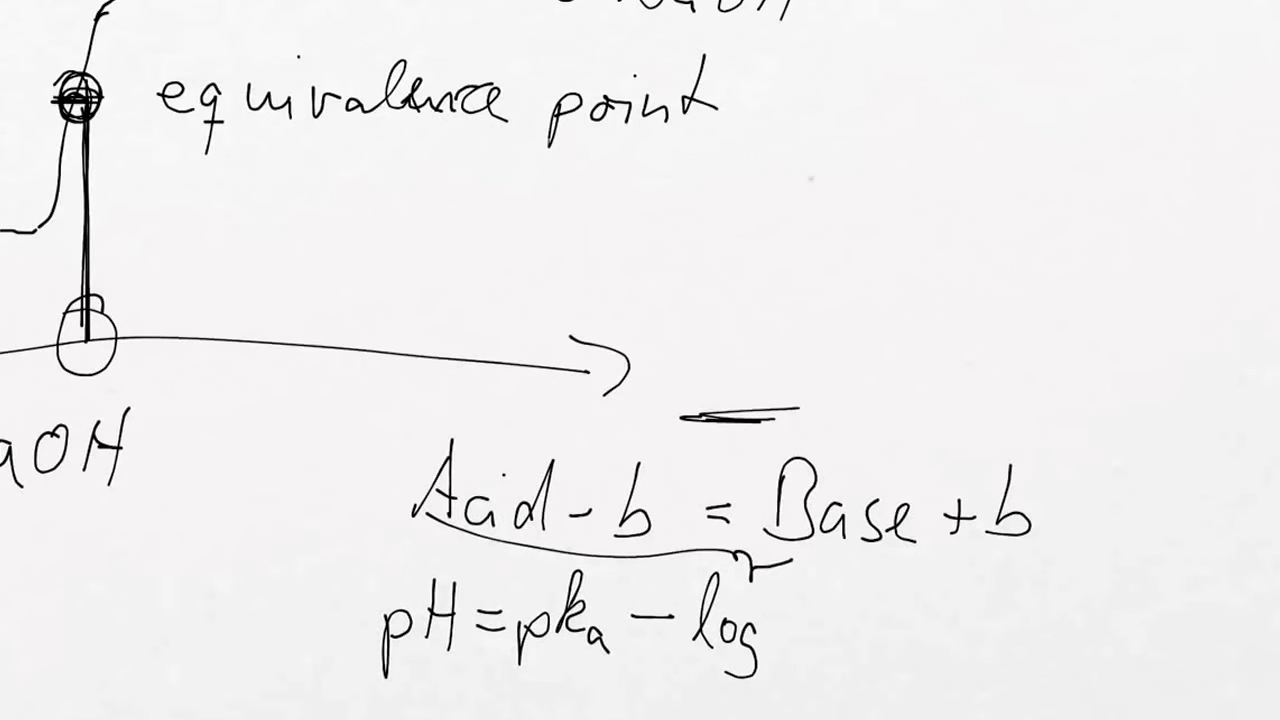 equivalence point
aOH
Acid - b = Base + b
pH = pka - log